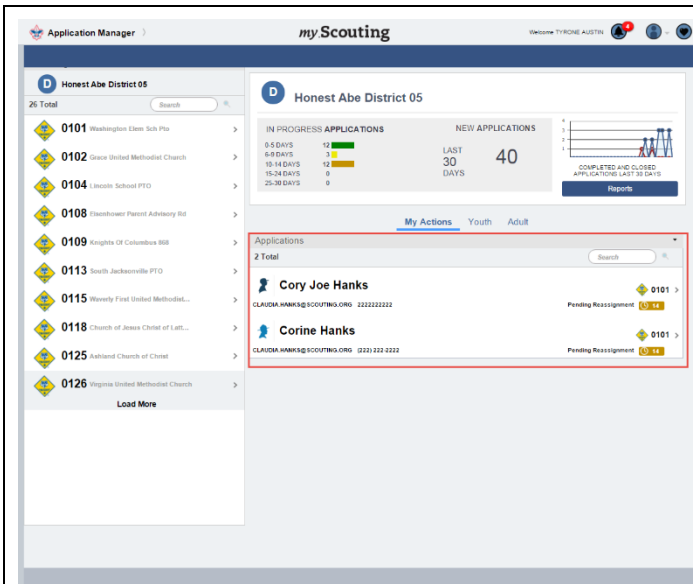 Application Manager
my.Scouting
Welcome TYRONE AUSTIN
4
D Honest Abe District 05
26 Total
Search
0101 Washington Elem Sch Pto
0102 Grace United Methodist Church
0104 Lincoln School PTO
0108 Eisenhower Parent Advisory Rd
0109 Knights Of Columbus 868
0113 South Jacksonville PTO
0115 Waverly First United Methodist...
0118 Church of Jesus Christ of Latt...
0125 Ashland Church of Christ
0126 Virginia United Methodist Church
Load More
D Honest Abe District 05
IN PROGRESS APPLICATIONS
0-5 DAYS 12
6-9 DAYS 3
10-14 DAYS 12
15-24 DAYS 0
25-30 DAYS 0
NEW APPLICATIONS
LAST
30
DAYS
40
4
3
2
1
COMPLETED AND CLOSED
APPLICATIONS LAST 30 DAYS
Reports
My Actions Youth Adult
Applications
2 Total
Search
Cory Joe Hanks
0101
CLAUDIA.HANKS@SCOUTING.ORG 2222222222
Pending Reassignment 14
Corine Hanks
0101
CLAUDIA.HANKS@SCOUTING.ORG (222) 222-2222
Pending Reassignment 14